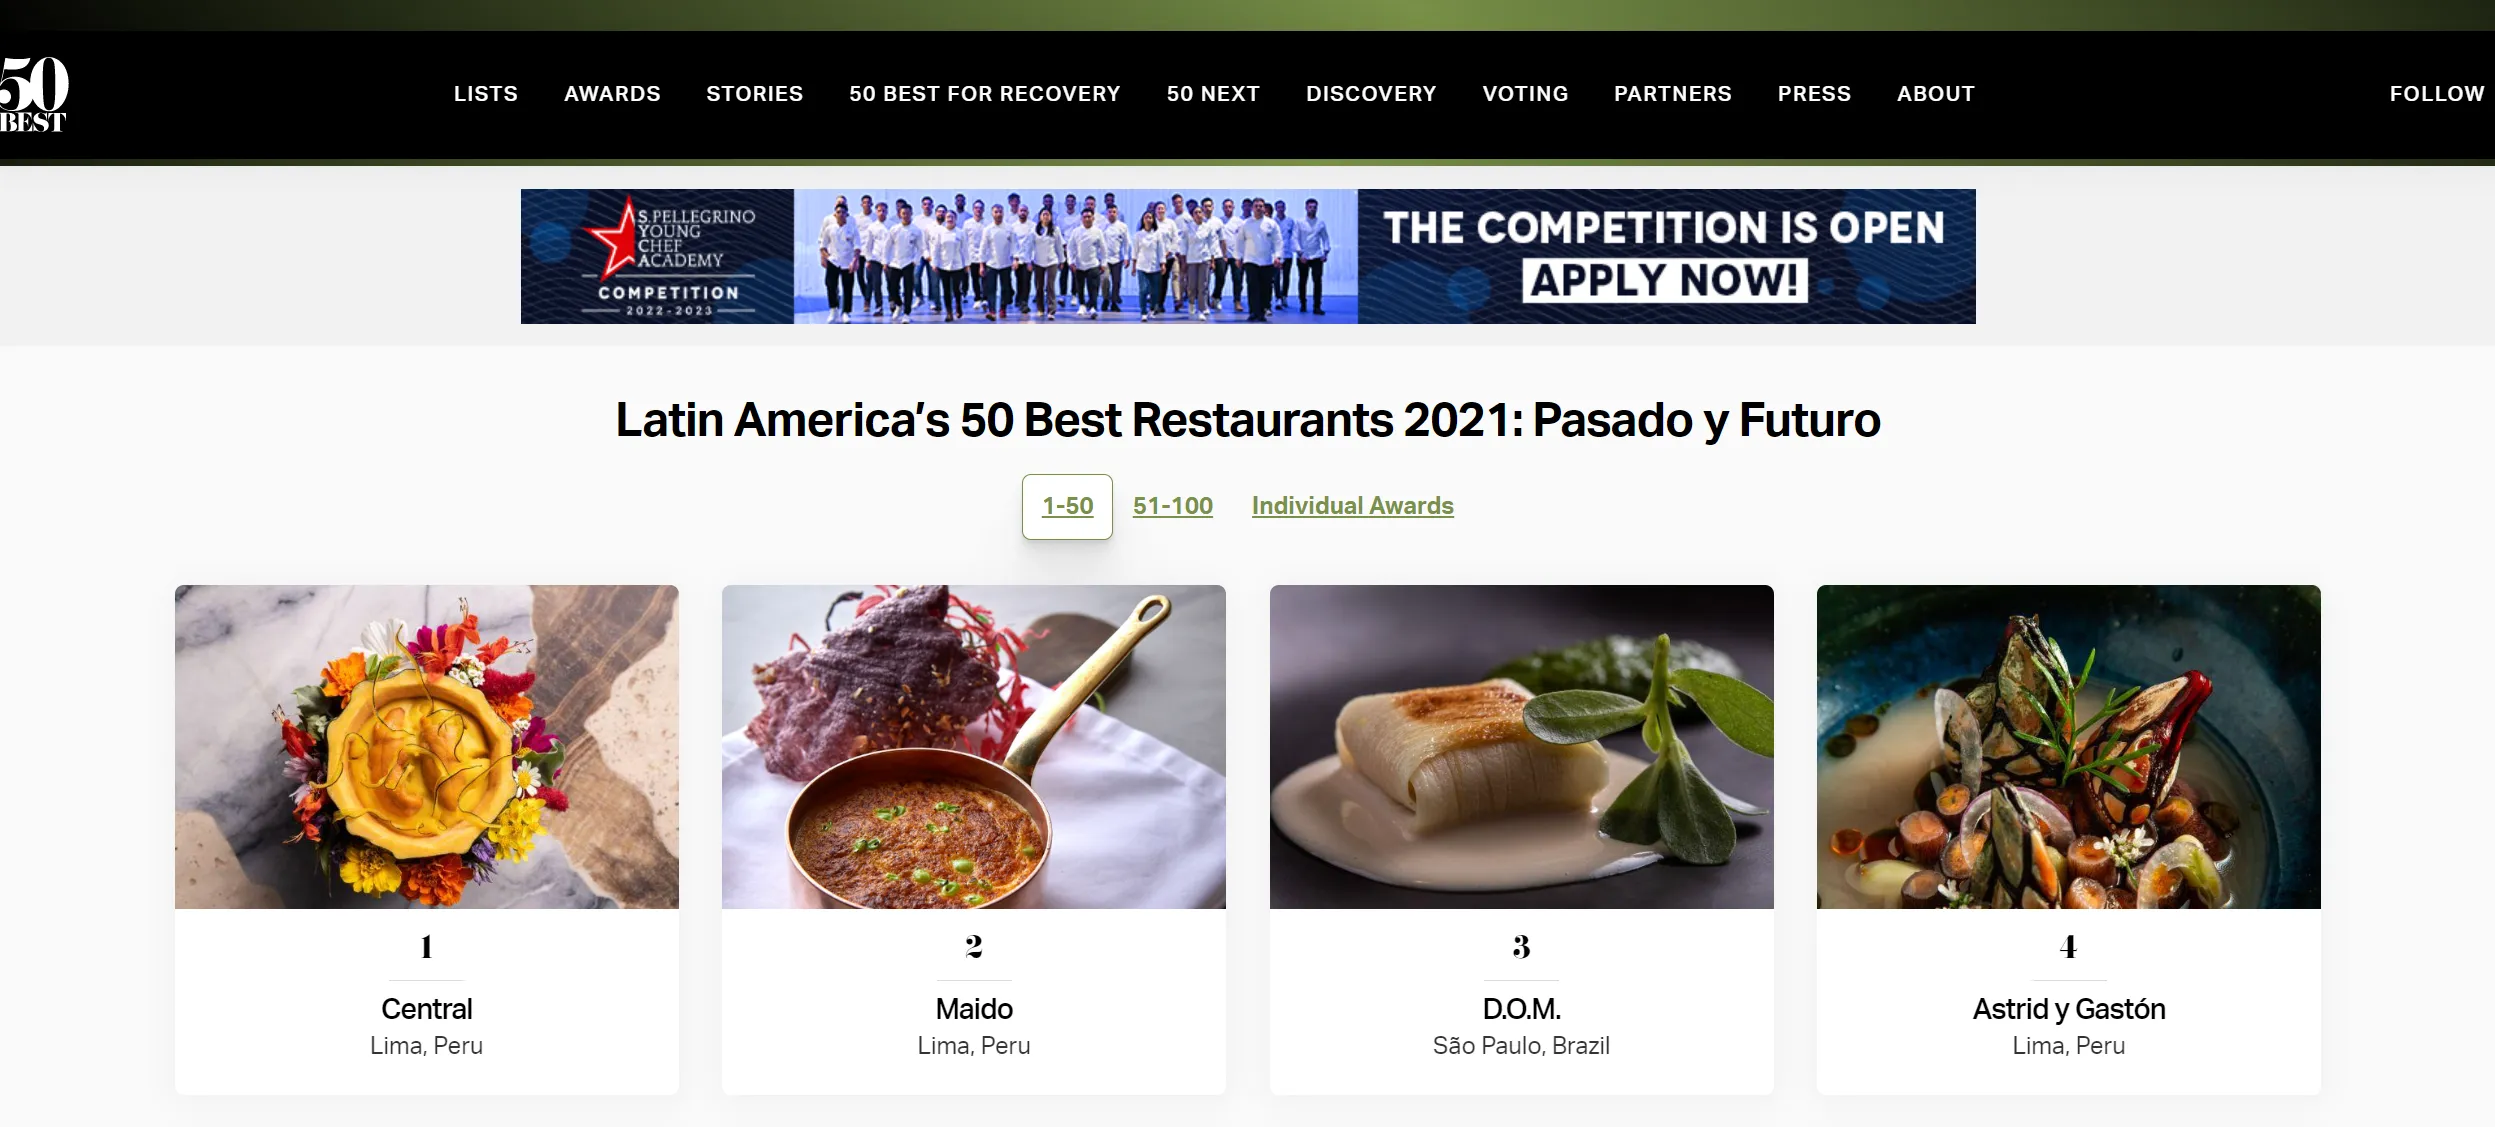 50
BEST
LISTS AWARDS STORIES 50 BEST FOR RECOVERY 50 NEXT DISCOVERY VOTING PARTNERS PRESS ABOUT FOLLOW
S.PELLEGRINO
YOUNG
CHEF
ACADEMY
COMPETITION
2022-2023
THE COMPETITION IS OPEN
APPLY NOW!
Latin America's 50 Best Restaurants 2021: Pasado y Futuro
1-50 51-100 Individual Awards
1
Central
Lima, Peru
2
Maido
Lima, Peru
3
D.O.M.
São Paulo, Brazil
4
Astrid y Gastón
Lima, Peru